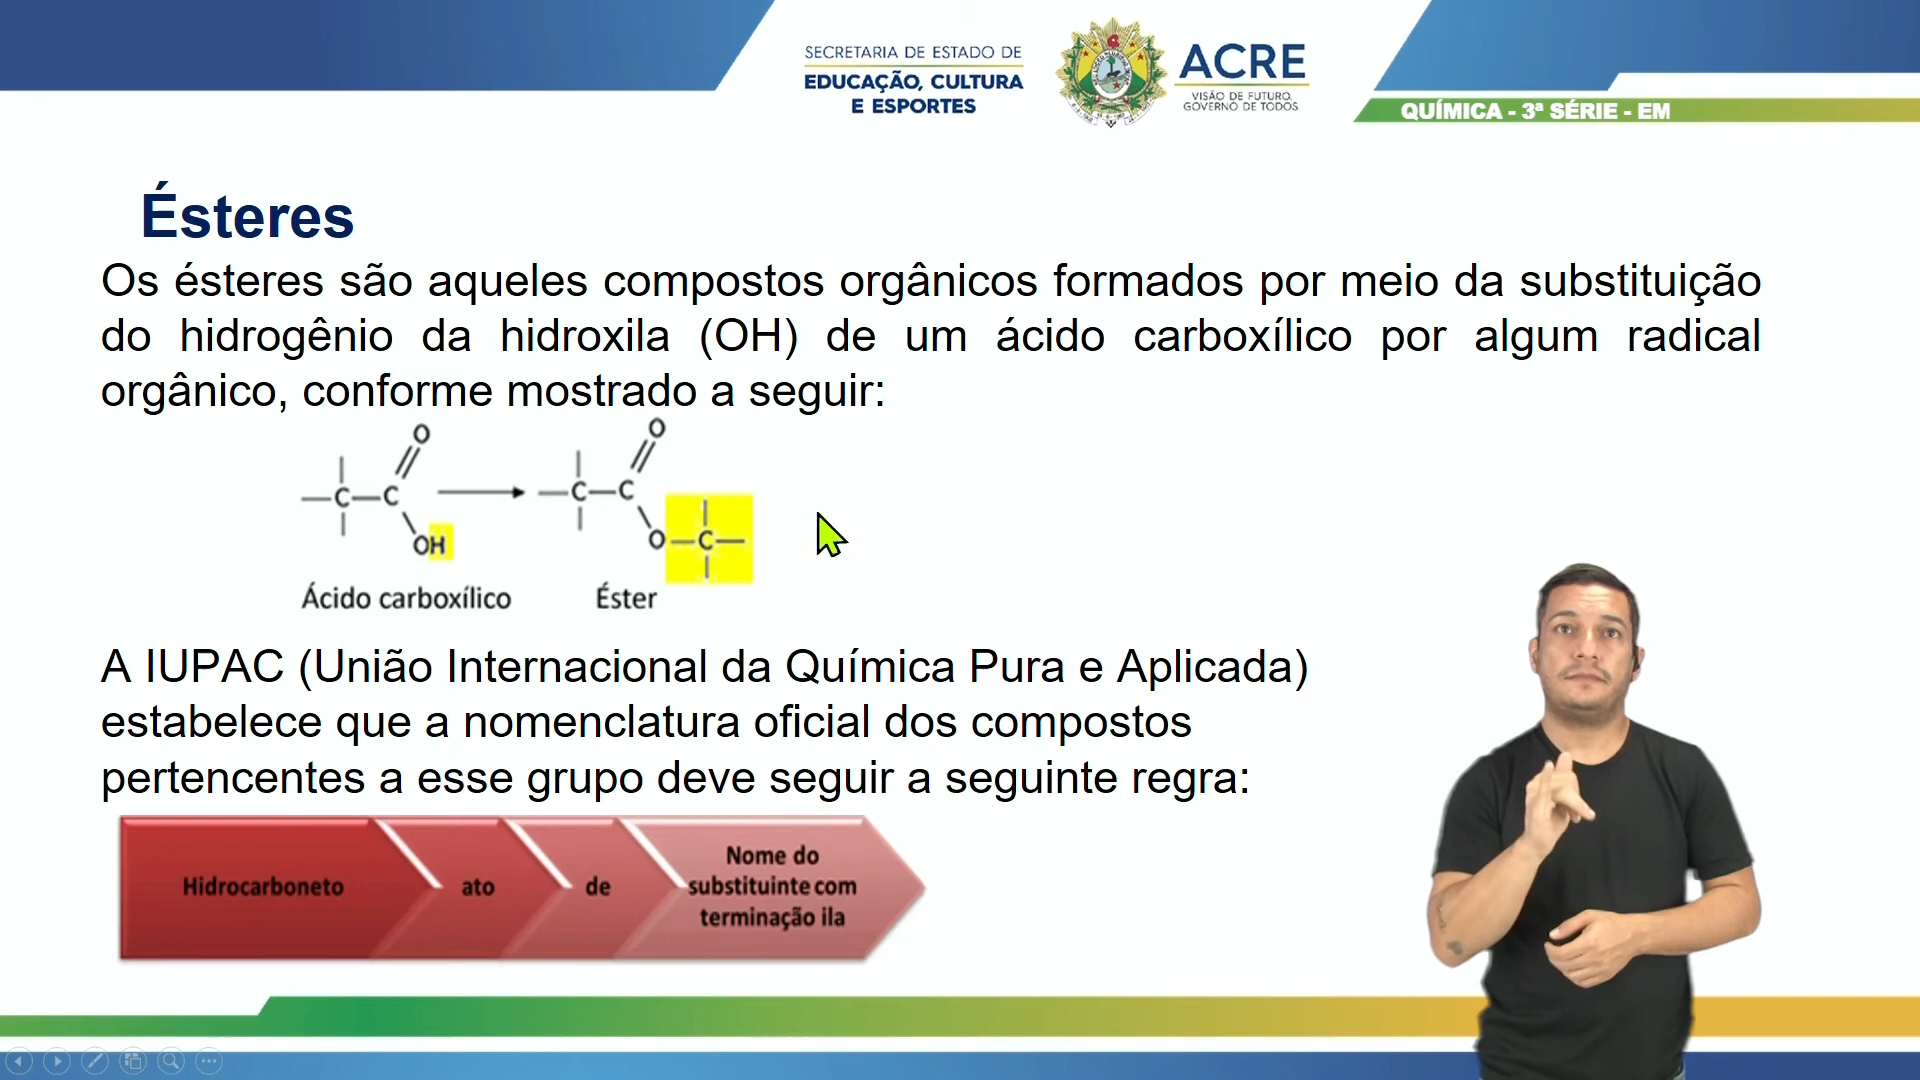 SECRETARIA DE ESTADO DE
EDUCAÇÃO, CULTURA
E ESPORTES
ACRE
VISÃO DE FUTURO.
GOVERNO DE TODOS.
QUÍMICA - 3ª SÉRIE - EM
Ésteres
Os ésteres são aqueles compostos orgânicos formados por meio da substituição
do hidrogênio da hidroxila (OH) de um ácido carboxílico por algum radical
orgânico, conforme mostrado a seguir:
O
C C
OH
O
C C
O C
Ácido carboxílico
Éster
A IUPAC (União Internacional da Química Pura e Aplicada)
estabelece que a nomenclatura oficial dos compostos
pertencentes a esse grupo deve seguir a seguinte regra:
Hidrocarboneto
ato
de
Nome do
substituinte com
terminação ila